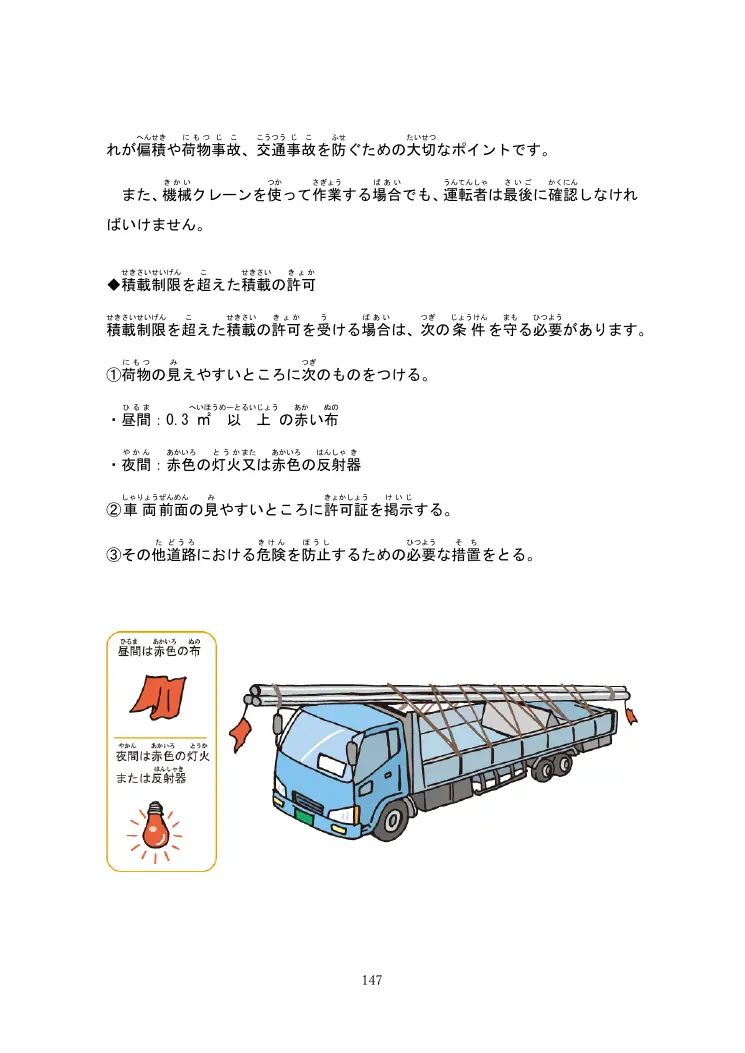 れが偏積や荷物事故、交通事故を防ぐための大切なポイントです。
また、機械クレーンを使って作業する場合でも、運転者は最後に確認しなけれ
ばいけません。
◆積載制限を超えた積載の許可
積載制限を超えた積載の許可を受ける場合は、次の条件を守る必要があります。
①荷物の見えやすいところに次のものをつける。
・昼間：0.3 ㎡ 以上の赤い布
・夜間：赤色の灯火又は赤色の反射器
②車両前面の見やすいところに許可証を掲示する。
③その他道路における危険を防止するための必要な措置をとる。
昼間は赤色の布
夜間は赤色の灯火
または反射器
147